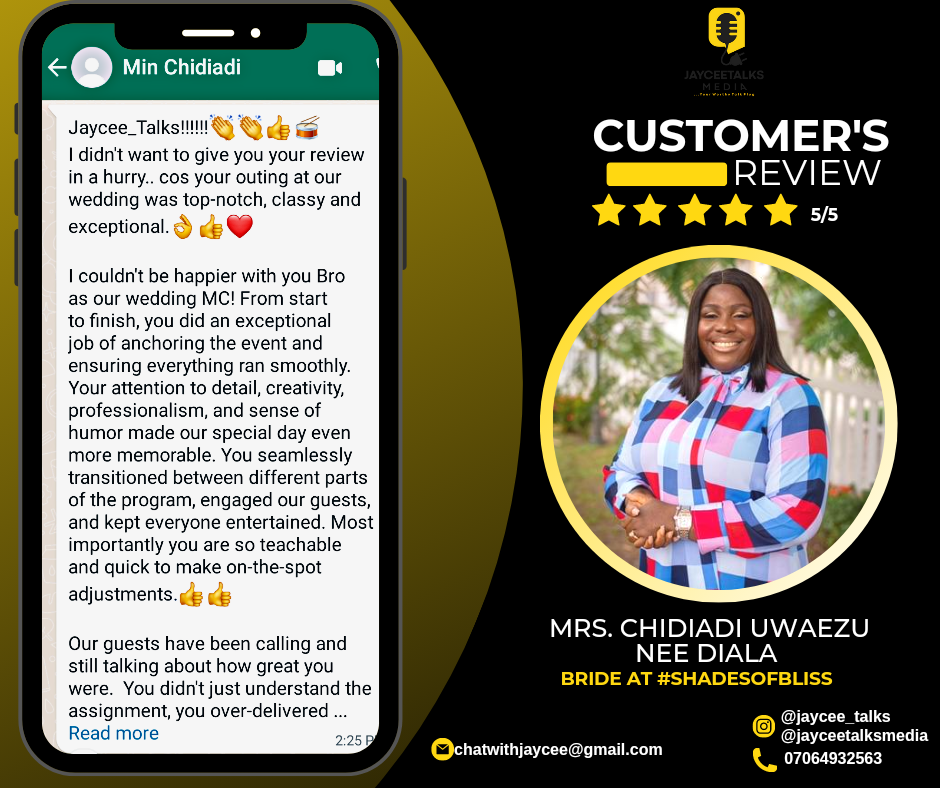 Min Chidiadi
Jaycee_Talks!!!!!!👏👏👍🥁
I didn't want to give you your review
in a hurry.. cos your outing at our
wedding was top-notch, classy and
exceptional.👌👍❤️
I couldn't be happier with you Bro
as our wedding MC! From start
to finish, you did an exceptional
job of anchoring the event and
ensuring everything ran smoothly.
Your attention to detail, creativity,
professionalism, and sense of
humor made our special day even
more memorable. You seamlessly
transitioned between different parts
of the program, engaged our guests,
and kept everyone entertained. Most
importantly you are so teachable
and quick to make on-the-spot
adjustments.👍👍
Our guests have been calling and
still talking about how great you
were.  You didn't just understand the
assignment, you over-delivered ...
Read more
2:25 P
JAYCEETALKS
MEDIA
CUSTOMER'S
REVIEW
5/5
MRS. CHIDIADI UWAEZU
NEE DIALA
BRIDE AT #SHADESOFBLISS
chatwithjaycee@gmail.com
@jaycee_talks
@jayceetalksmedia
07064932563